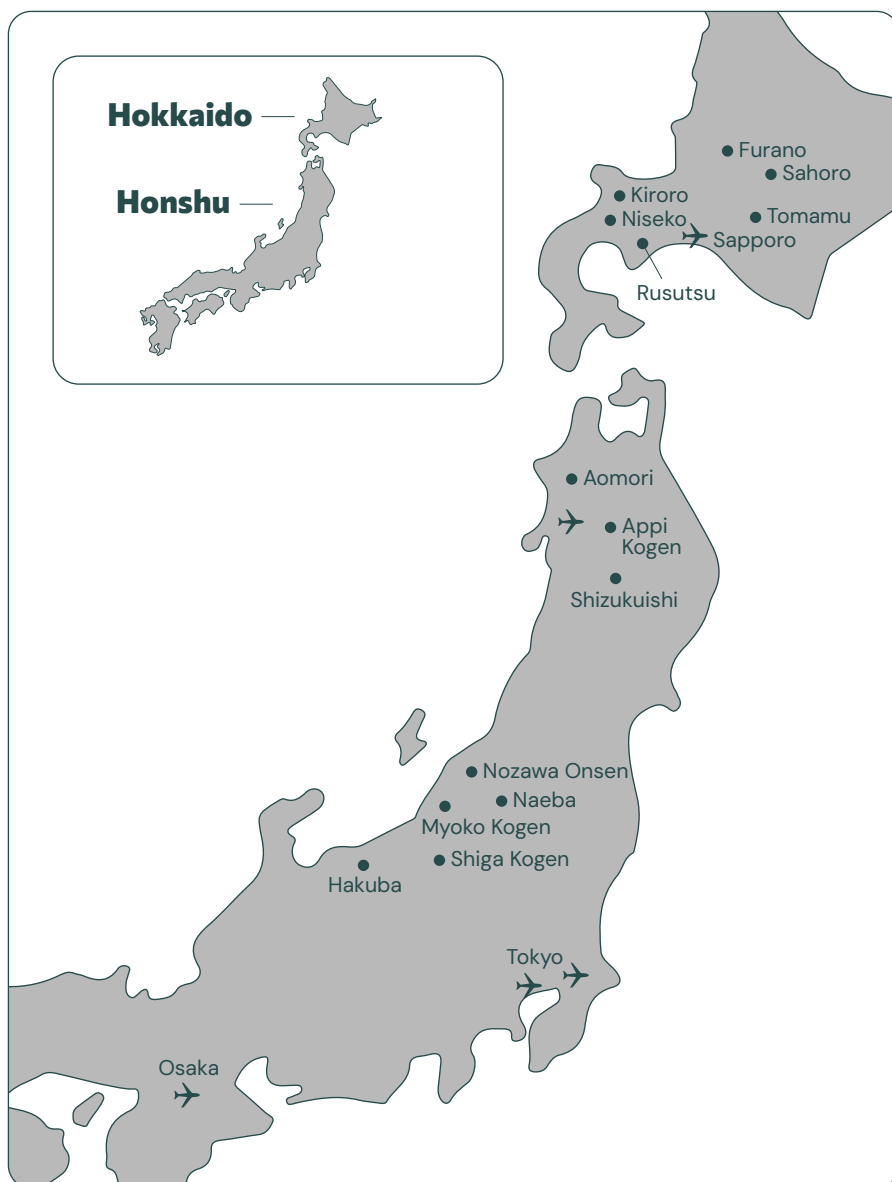 Hokkaido
Honshu
Furano
Sahoro
Kiroro
Niseko
Tomamu
Sapporo
Rusutsu
Aomori
Appi
Kogen
Shizukuishi
Nozawa Onsen
Naeba
Myoko Kogen
Shiga Kogen
Hakuba
Tokyo
Osaka